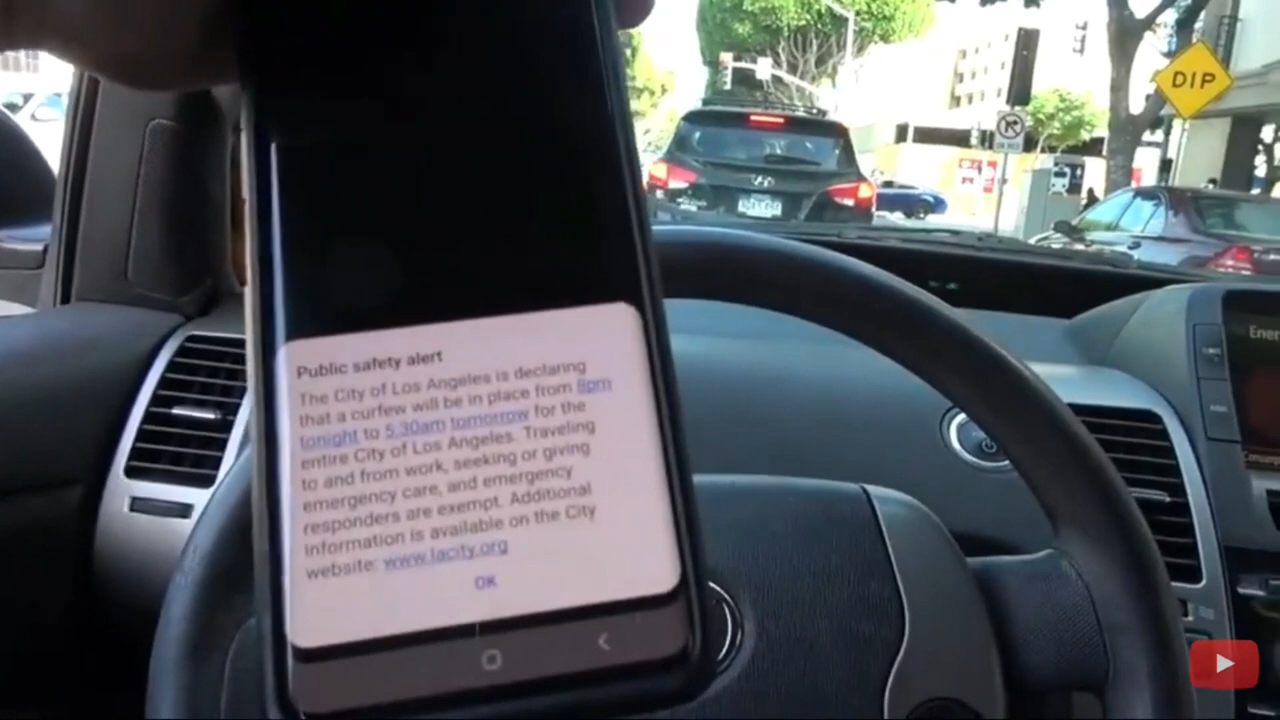 DIP
ON RED
Ener
Public safety alert
The City of Los Angeles is declaring
that a curfew will be in place from 8pm
tonight to 5:30am tomorrow for the
entire City of Los Angeles. Traveling
to and from work, seeking or giving
emergency care, and emergency
responders are exempt. Additional
Information is available on the City
website: www.lacity.org
OK